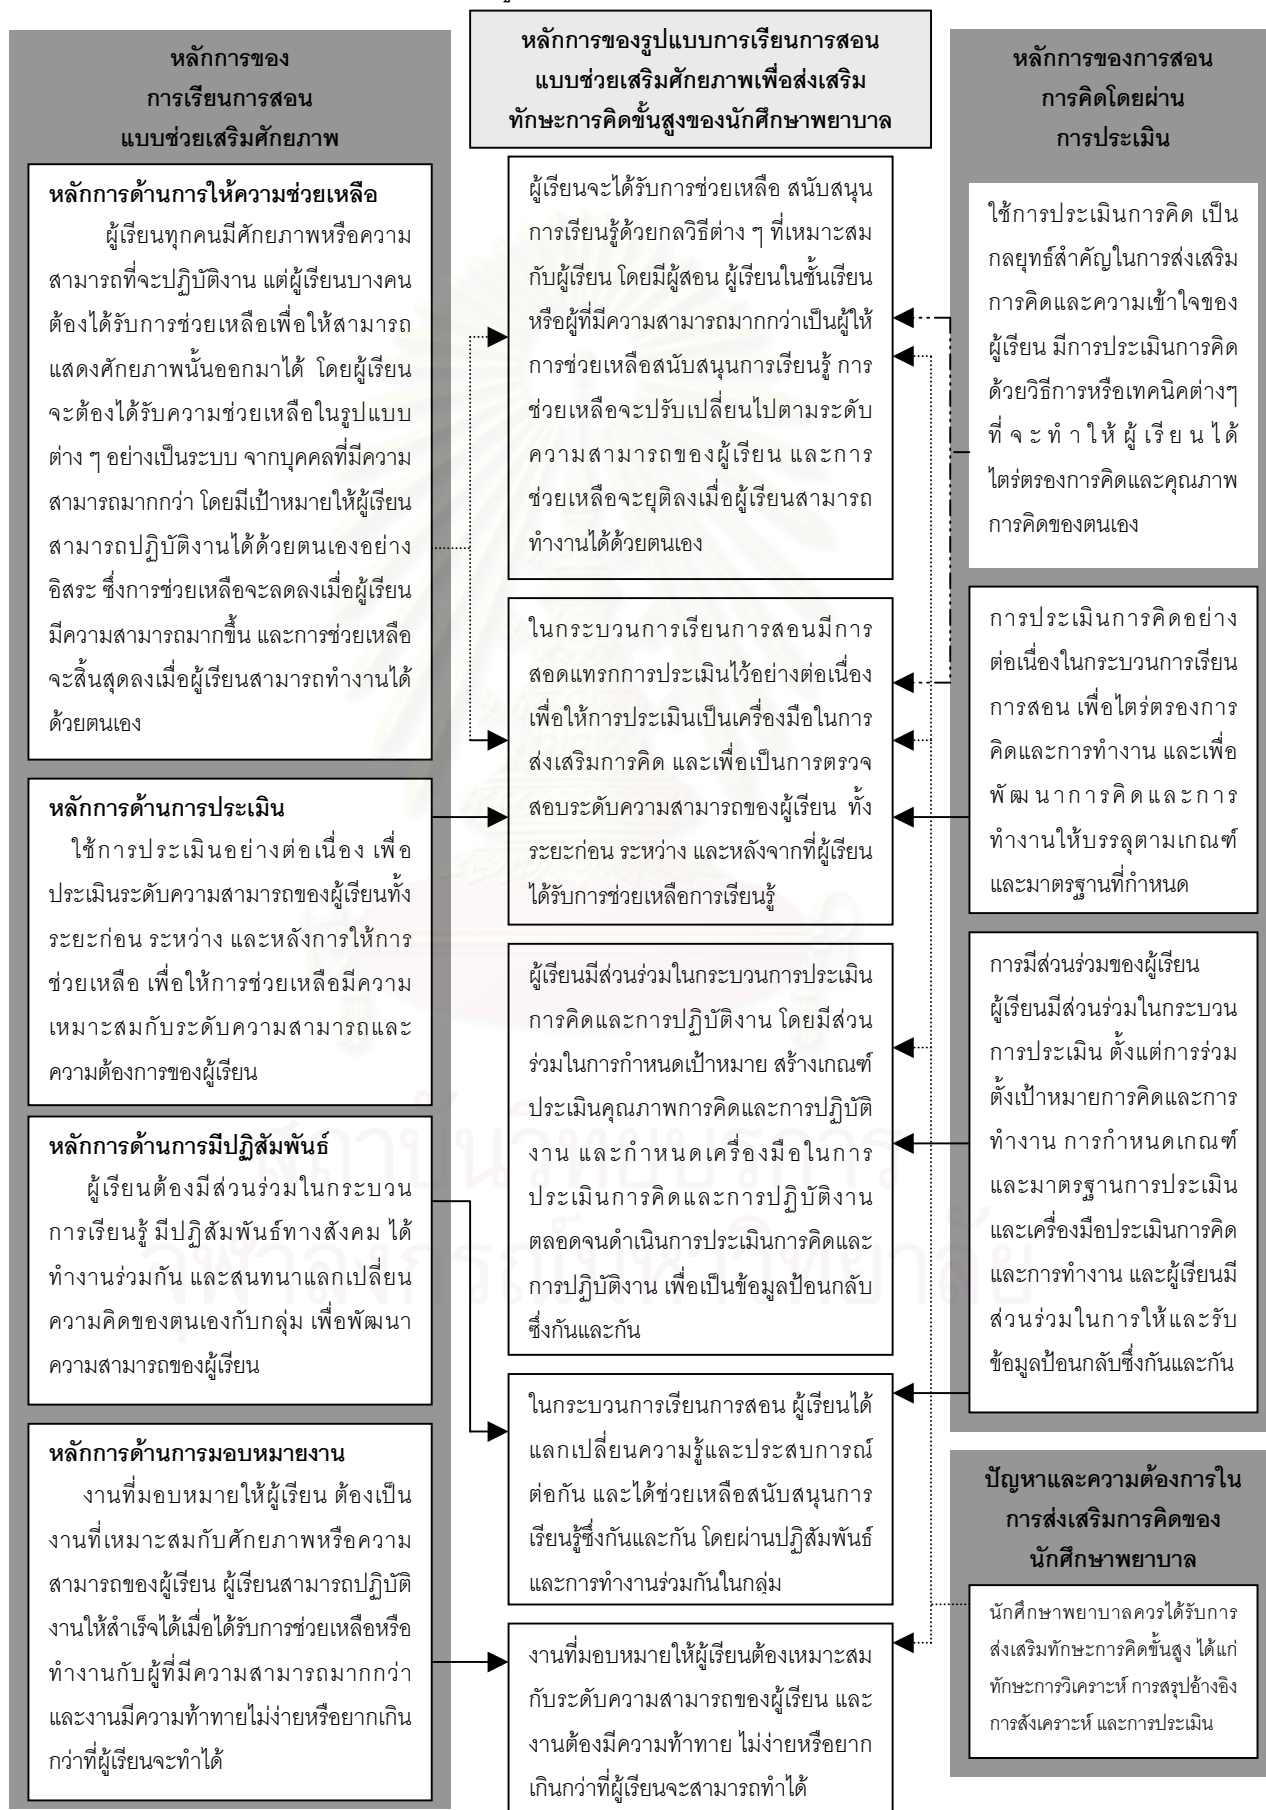 หลักการของ
การเรียนการสอน
แบบช่วยเสริมศักยภาพ
หลักการด้านการให้ความช่วยเหลือ
ผู้เรียนทุกคนมีศักยภาพหรือความ
สามารถที่จะปฏิบัติงาน แต่ผู้เรียนบางคน
ต้องได้รับการช่วยเหลือเพื่อให้สามารถ
แสดงศักยภาพนั้นออกมาได้ โดยผู้เรียน
จะต้องได้รับความช่วยเหลือในรูปแบบ
ต่าง ๆ อย่างเป็นระบบ จากบุคคลที่มีความ
สามารถมากกว่า โดยมีเป้าหมายให้ผู้เรียน
สามารถปฏิบัติงานได้ด้วยตนเองอย่าง
อิสระ ซึ่งการช่วยเหลือจะลดลงเมื่อผู้เรียน
มีความสามารถมากขึ้น และการช่วยเหลือ
จะสิ้นสุดลงเมื่อผู้เรียนสามารถทำงานได้
ด้วยตนเอง
หลักการด้านการประเมิน
ใช้การประเมินอย่างต่อเนื่อง เพื่อ
ประเมินระดับความสามารถของผู้เรียนทั้ง
ระยะก่อน ระหว่าง และหลังการให้การ
ช่วยเหลือ เพื่อให้การช่วยเหลือมีความ
เหมาะสมกับระดับความสามารถและ
ความต้องการของผู้เรียน
หลักการด้านการมีปฏิสัมพันธ์
ผู้เรียนต้องมีส่วนร่วมในกระบวน
การเรียนรู้ มีปฏิสัมพันธ์ทางสังคม ได้
ทำงานร่วมกัน และสนทนาแลกเปลี่ยน
ความคิดของตนเองกับกลุ่ม เพื่อพัฒนา
ความสามารถของผู้เรียน
หลักการด้านการมอบหมายงาน
งานที่มอบหมายให้ผู้เรียน ต้องเป็น
งานที่เหมาะสมกับศักยภาพหรือความ
สามารถของผู้เรียน ผู้เรียนสามารถปฏิบัติ
งานให้สำเร็จได้เมื่อได้รับการช่วยเหลือหรือ
ทำงานกับผู้ที่มีความสามารถมากกว่า
และงานมีความท้าทายไม่ง่ายหรือยากเกิน
กว่าที่ผู้เรียนจะทำได้
หลักการของรูปแบบการเรียนการสอน
แบบช่วยเสริมศักยภาพเพื่อส่งเสริม
ทักษะการคิดขั้นสูงของนักศึกษาพยาบาล
ผู้เรียนจะได้รับการช่วยเหลือ สนับสนุน
การเรียนรู้ด้วยกลวิธีต่าง ๆ ที่เหมาะสม
กับผู้เรียน โดยมีผู้สอน ผู้เรียนในชั้นเรียน
หรือผู้ที่มีความสามารถมากกว่าเป็นผู้ให้
การช่วยเหลือสนับสนุนการเรียนรู้ การ
ช่วยเหลือจะปรับเปลี่ยนไปตามระดับ
ความสามารถของผู้เรียน และการ
ช่วยเหลือจะยุติลงเมื่อผู้เรียนสามารถ
ทำงานได้ด้วยตนเอง
ในกระบวนการเรียนการสอนมีการ
สอดแทรกการประเมินไว้อย่างต่อเนื่อง
เพื่อให้การประเมินเป็นเครื่องมือในการ
ส่งเสริมการคิด และเพื่อเป็นการตรวจ
สอบระดับความสามารถของผู้เรียน ทั้ง
ระยะก่อน ระหว่าง และหลังจากที่ผู้เรียน
ได้รับการช่วยเหลือการเรียนรู้
ผู้เรียนมีส่วนร่วมในกระบวนการประเมิน
การคิดและการปฏิบัติงาน โดยมีส่วน
ร่วมในการกำหนดเป้าหมาย สร้างเกณฑ์
ประเมินคุณภาพการคิดและการปฏิบัติ
งาน และกำหนดเครื่องมือในการ
ประเมินการคิดและการปฏิบัติงาน
ตลอดจนดำเนินการประเมินการคิดและ
การปฏิบัติงาน เพื่อเป็นข้อมูลป้อนกลับ
ซึ่งกันและกัน
ในกระบวนการเรียนการสอน ผู้เรียนได้
แลกเปลี่ยนความรู้และประสบการณ์
ต่อกัน และได้ช่วยเหลือสนับสนุนการ
เรียนรู้ซึ่งกันและกัน โดยผ่านปฏิสัมพันธ์
และการทำงานร่วมกันในกลุ่ม
งานที่มอบหมายให้ผู้เรียนต้องเหมาะสม
กับระดับความสามารถของผู้เรียน และ
งานต้องมีความท้าทาย ไม่ง่ายหรือยาก
เกินกว่าที่ผู้เรียนจะสามารถทำได้
หลักการของการสอน
การคิดโดยผ่าน
การประเมิน
ใช้การประเมินการคิด เป็น
กลยุทธ์สำคัญในการส่งเสริม
การคิดและความเข้าใจของ
ผู้เรียน มีการประเมินการคิด
ด้วยวิธีการหรือเทคนิคต่างๆ
ที่จะทำให้ผู้เรียนได้
ไตร่ตรองการคิดและคุณภาพ
การคิดของตนเอง
การประเมินการคิดอย่าง
ต่อเนื่องในกระบวนการเรียน
การสอน เพื่อไตร่ตรองการ
คิดและการทำงาน และเพื่อ
พัฒนาการคิดและการ
ทำงานให้บรรลุตามเกณฑ์
และมาตรฐานที่กำหนด
การมีส่วนร่วมของผู้เรียน
ผู้เรียนมีส่วนร่วมในกระบวน
การประเมิน ตั้งแต่การร่วม
ตั้งเป้าหมายการคิดและการ
ทำงาน การกำหนดเกณฑ์
และมาตรฐานการประเมิน
และเครื่องมือประเมินการคิด
และการทำงาน และผู้เรียนมี
ส่วนร่วมในการให้และรับ
ข้อมูลป้อนกลับซึ่งกันและกัน
ปัญหาและความต้องการใน
การส่งเสริมการคิดของ
นักศึกษาพยาบาล
นักศึกษาพยาบาลควรได้รับการ
ส่งเสริมทักษะการคิดขั้นสูง ได้แก่
ทักษะการวิเคราะห์ การสรุปอ้างอิง
การสังเคราะห์ และการประเมิน
สถาบันวิทยบริการ
จุฬาลงกรณ์มหาวิทยาลัย